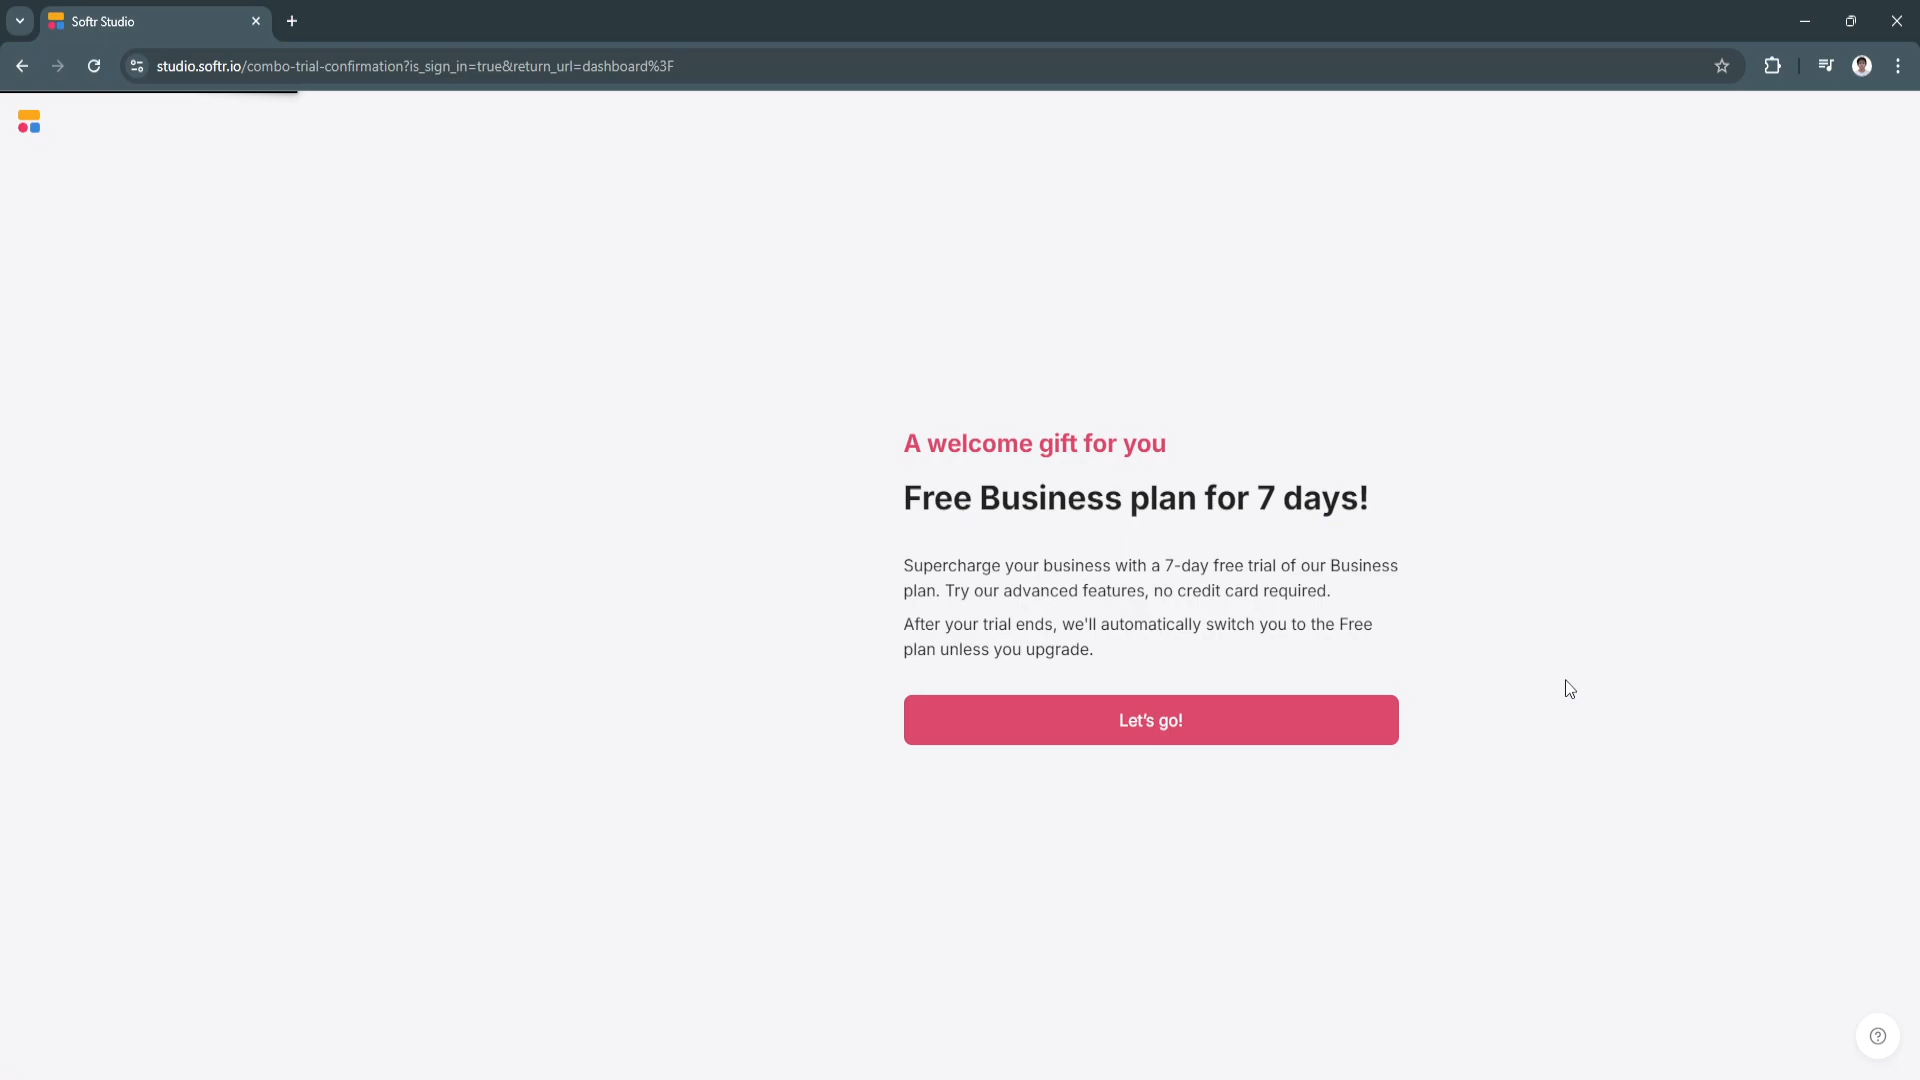 Softr Studio
studio.softr.io/combo-trial-confirmation?is_sign_in=true&return_url=dashboard%3F
A welcome gift for you
Free Business plan for 7 days!
Supercharge your business with a 7-day free trial of our Business
plan. Try our advanced features, no credit card required.
After your trial ends, we'll automatically switch you to the Free
plan unless you upgrade.
Let's go!